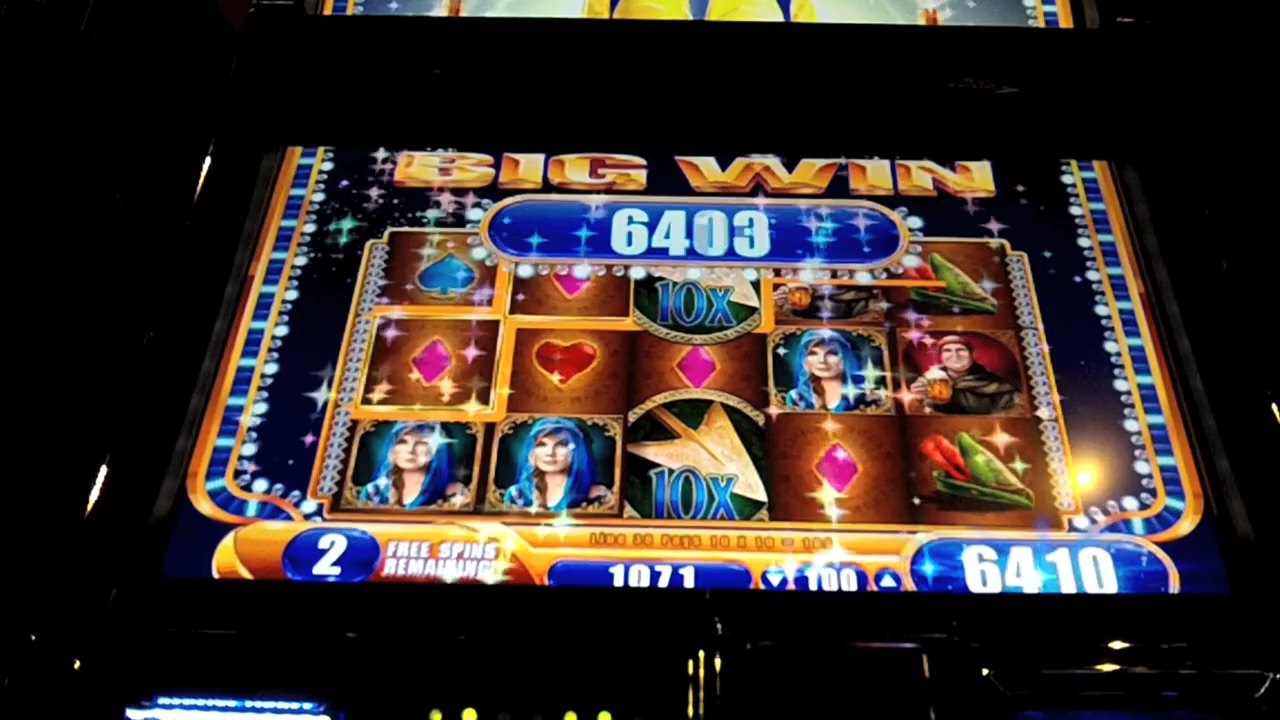 BIG WIN
6403
10X
10X
2
FREE SPINS
REMAINING
1071
100
6410